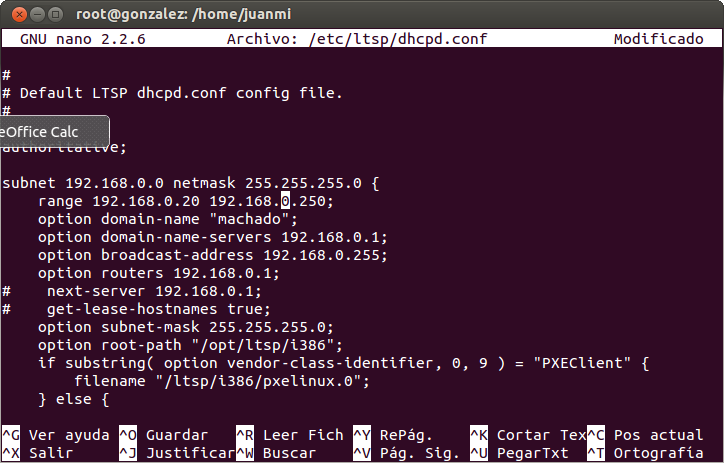 root@gonzalez: /home/juanmi
GNU nano 2.2.6 Archivo: /etc/ltsp/dhcpd.conf Modificado
#
# Default LTSP dhcpd.conf config file.
#
eOffice Calc
authoritative;
subnet 192.168.0.0 netmask 255.255.255.0 {
range 192.168.0.20 192.168.0.250;
option domain-name "machado";
option domain-name-servers 192.168.0.1;
option broadcast-address 192.168.0.255;
option routers 192.168.0.1;
# next-server 192.168.0.1;
# get-lease-hostnames true;
option subnet-mask 255.255.255.0;
option root-path "/opt/ltsp/i386";
if substring( option vendor-class-identifier, 0, 9 ) = "PXEClient" {
filename "/ltsp/i386/pxelinux.0";
} else {
^G Ver ayuda ^O Guardar ^R Leer Fich ^Y RePág. ^K Cortar Tex ^C Pos actual
^X Salir ^J Justificar ^W Buscar ^V Pág. Sig. ^U PegarTxt ^T Ortografía